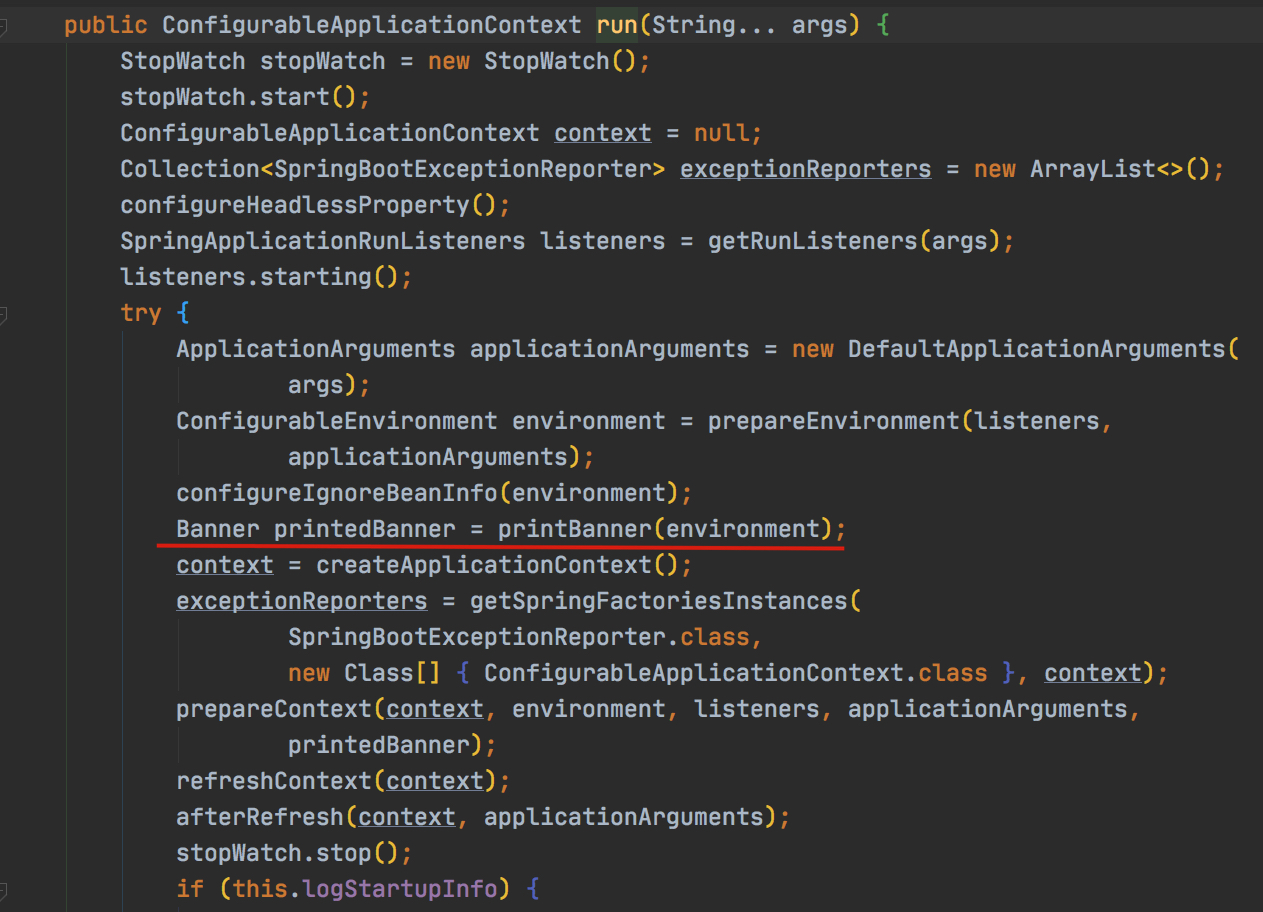 public ConfigurableApplicationContext run(String... args) {
StopWatch stopWatch = new StopWatch();
stopWatch.start();
ConfigurableApplicationContext context = null;
Collection<SpringBootExceptionReporter> exceptionReporters = new ArrayList<>();
configureHeadlessProperty();
SpringApplicationRunListeners listeners = getRunListeners(args);
listeners.starting();
try {
ApplicationArguments applicationArguments = new DefaultApplicationArguments(
args);
ConfigurableEnvironment environment = prepareEnvironment(listeners,
applicationArguments);
configureIgnoreBeanInfo(environment);
Banner printedBanner = printBanner(environment);
context = createApplicationContext();
exceptionReporters = getSpringFactoriesInstances(
SpringBootExceptionReporter.class,
new Class[] { ConfigurableApplicationContext.class }, context);
prepareContext(context, environment, listeners, applicationArguments,
printedBanner);
refreshContext(context);
afterRefresh(context, applicationArguments);
stopWatch.stop();
if (this.logStartupInfo) {